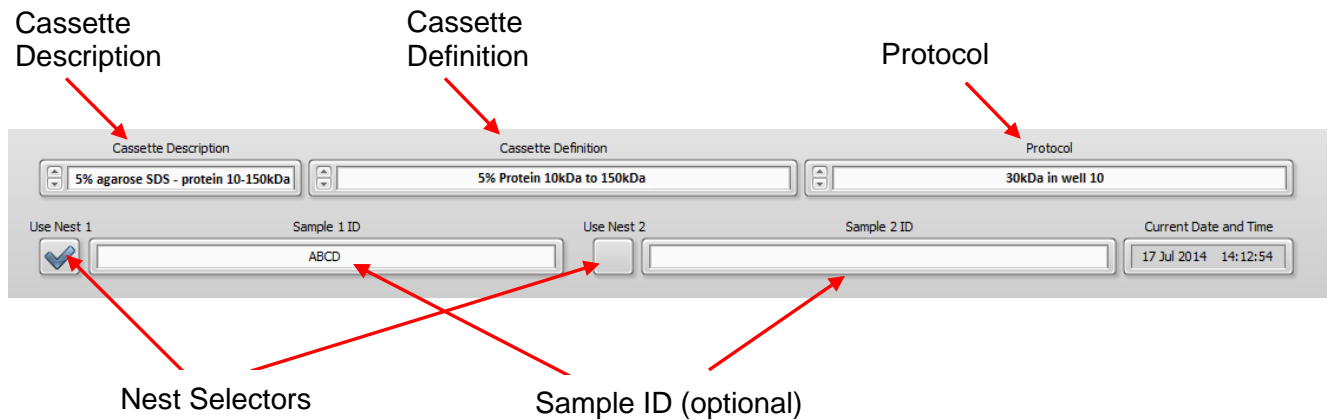 Cassette
Description
Cassette
Definition
Protocol
Cassette Description
Cassette Definition
Protocol
5% agarose SDS - protein 10-150kDa
5% Protein 10kDa to 150kDa
30kDa in well 10
Use Nest 1
Sample 1 ID
Use Nest 2
Sample 2 ID
Current Date and Time
ABCD
17 Jul 2014 14:12:54
Nest Selectors
Sample ID (optional)